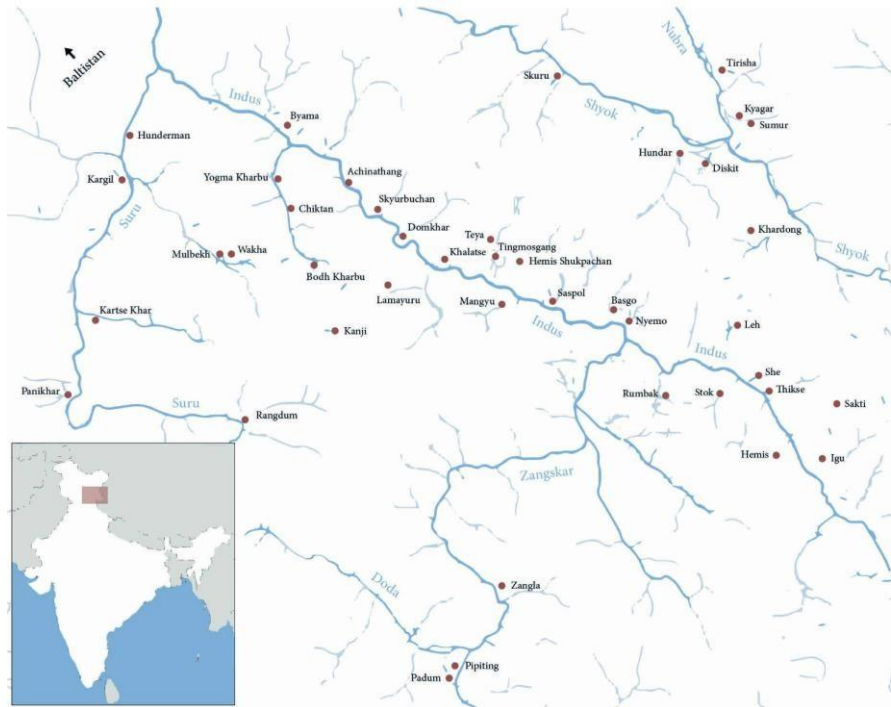 Baltistan
Indus
Byama
Hunderman
Kargil
Suru
Yogma Kharbu
Achinathang
Chiktan
Skyurbuchan
Domkhar
Mulbekh
Wakha
Bodh Kharbu
Khalatse
Teya
Tingmosgang
Hemis Shukpachan
Lamayuru
Mangyu
Saspol
Kartse Khar
Kanji
Indus
Basgo
Nyemo
Skuru
Shyok
Nubra
Tirisha
Kyagar
Sumur
Hundar
Diskit
Khardong
Shyok
Leh
Indus
She
Thikse
Rumbak
Stok
Sakti
Hemis
Igu
Panikhar
Suru
Rangdum
Zangskar
Doda
Zangla
Pipiting
Padum